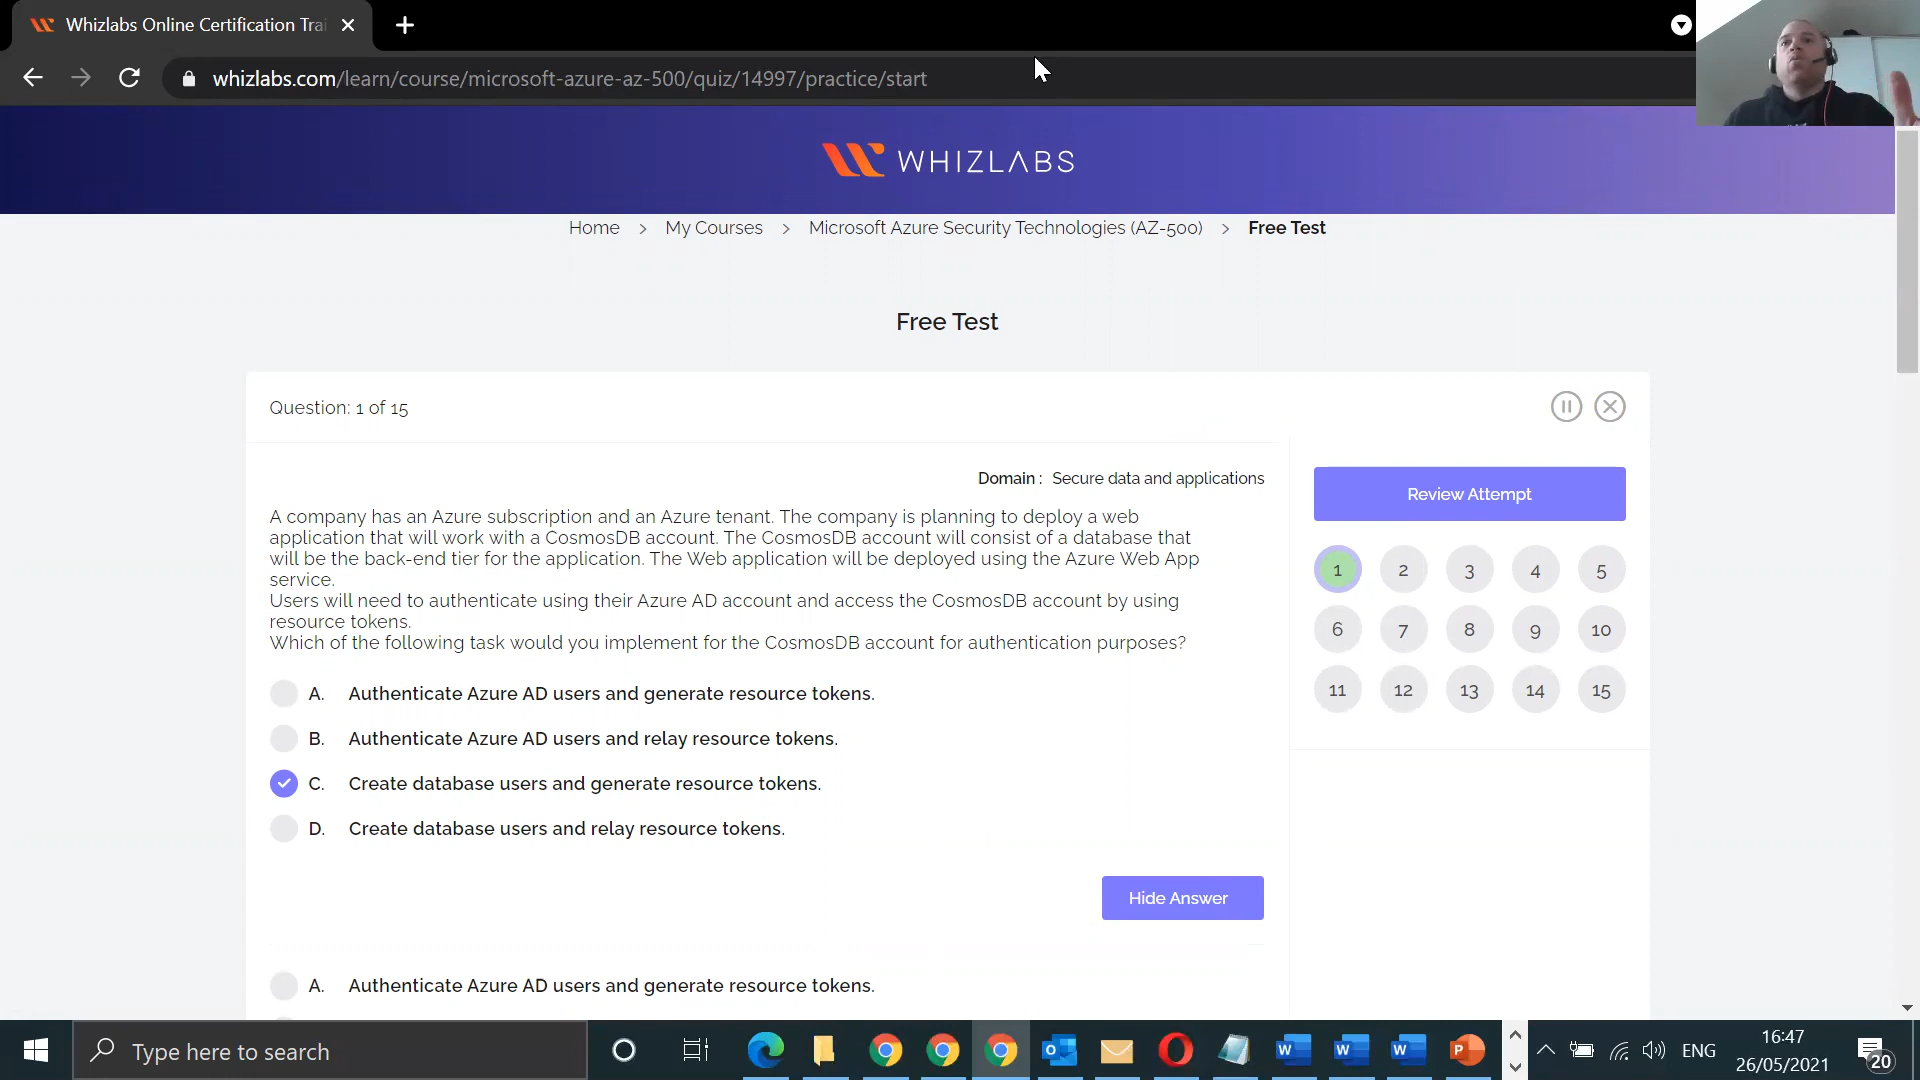 Whizlabs Online Certification Trai
whizlabs.com/learn/course/microsoft-azure-az-500/quiz/14997/practice/start
WHIZLABS
Home > My Courses > Microsoft Azure Security Technologies (AZ-500) > Free Test
Free Test
Question: 1 of 15
Domain : Secure data and applications
A company has an Azure subscription and an Azure tenant. The company is planning to deploy a web
application that will work with a CosmosDB account. The CosmosDB account will consist of a database that
will be the back-end tier for the application. The Web application will be deployed using the Azure Web App
service.
Users will need to authenticate using their Azure AD account and access the CosmosDB account by using
resource tokens.
Which of the following task would you implement for the CosmosDB account for authentication purposes?
A. Authenticate Azure AD users and generate resource tokens.
B. Authenticate Azure AD users and relay resource tokens.
C. Create database users and generate resource tokens.
D. Create database users and relay resource tokens.
Hide Answer
A. Authenticate Azure AD users and generate resource tokens.
Review Attempt
1 2 3 4 5
6 7 8 9 10
11 12 13 14 15
Type here to search
ENG
16:47
26/05/2021
20